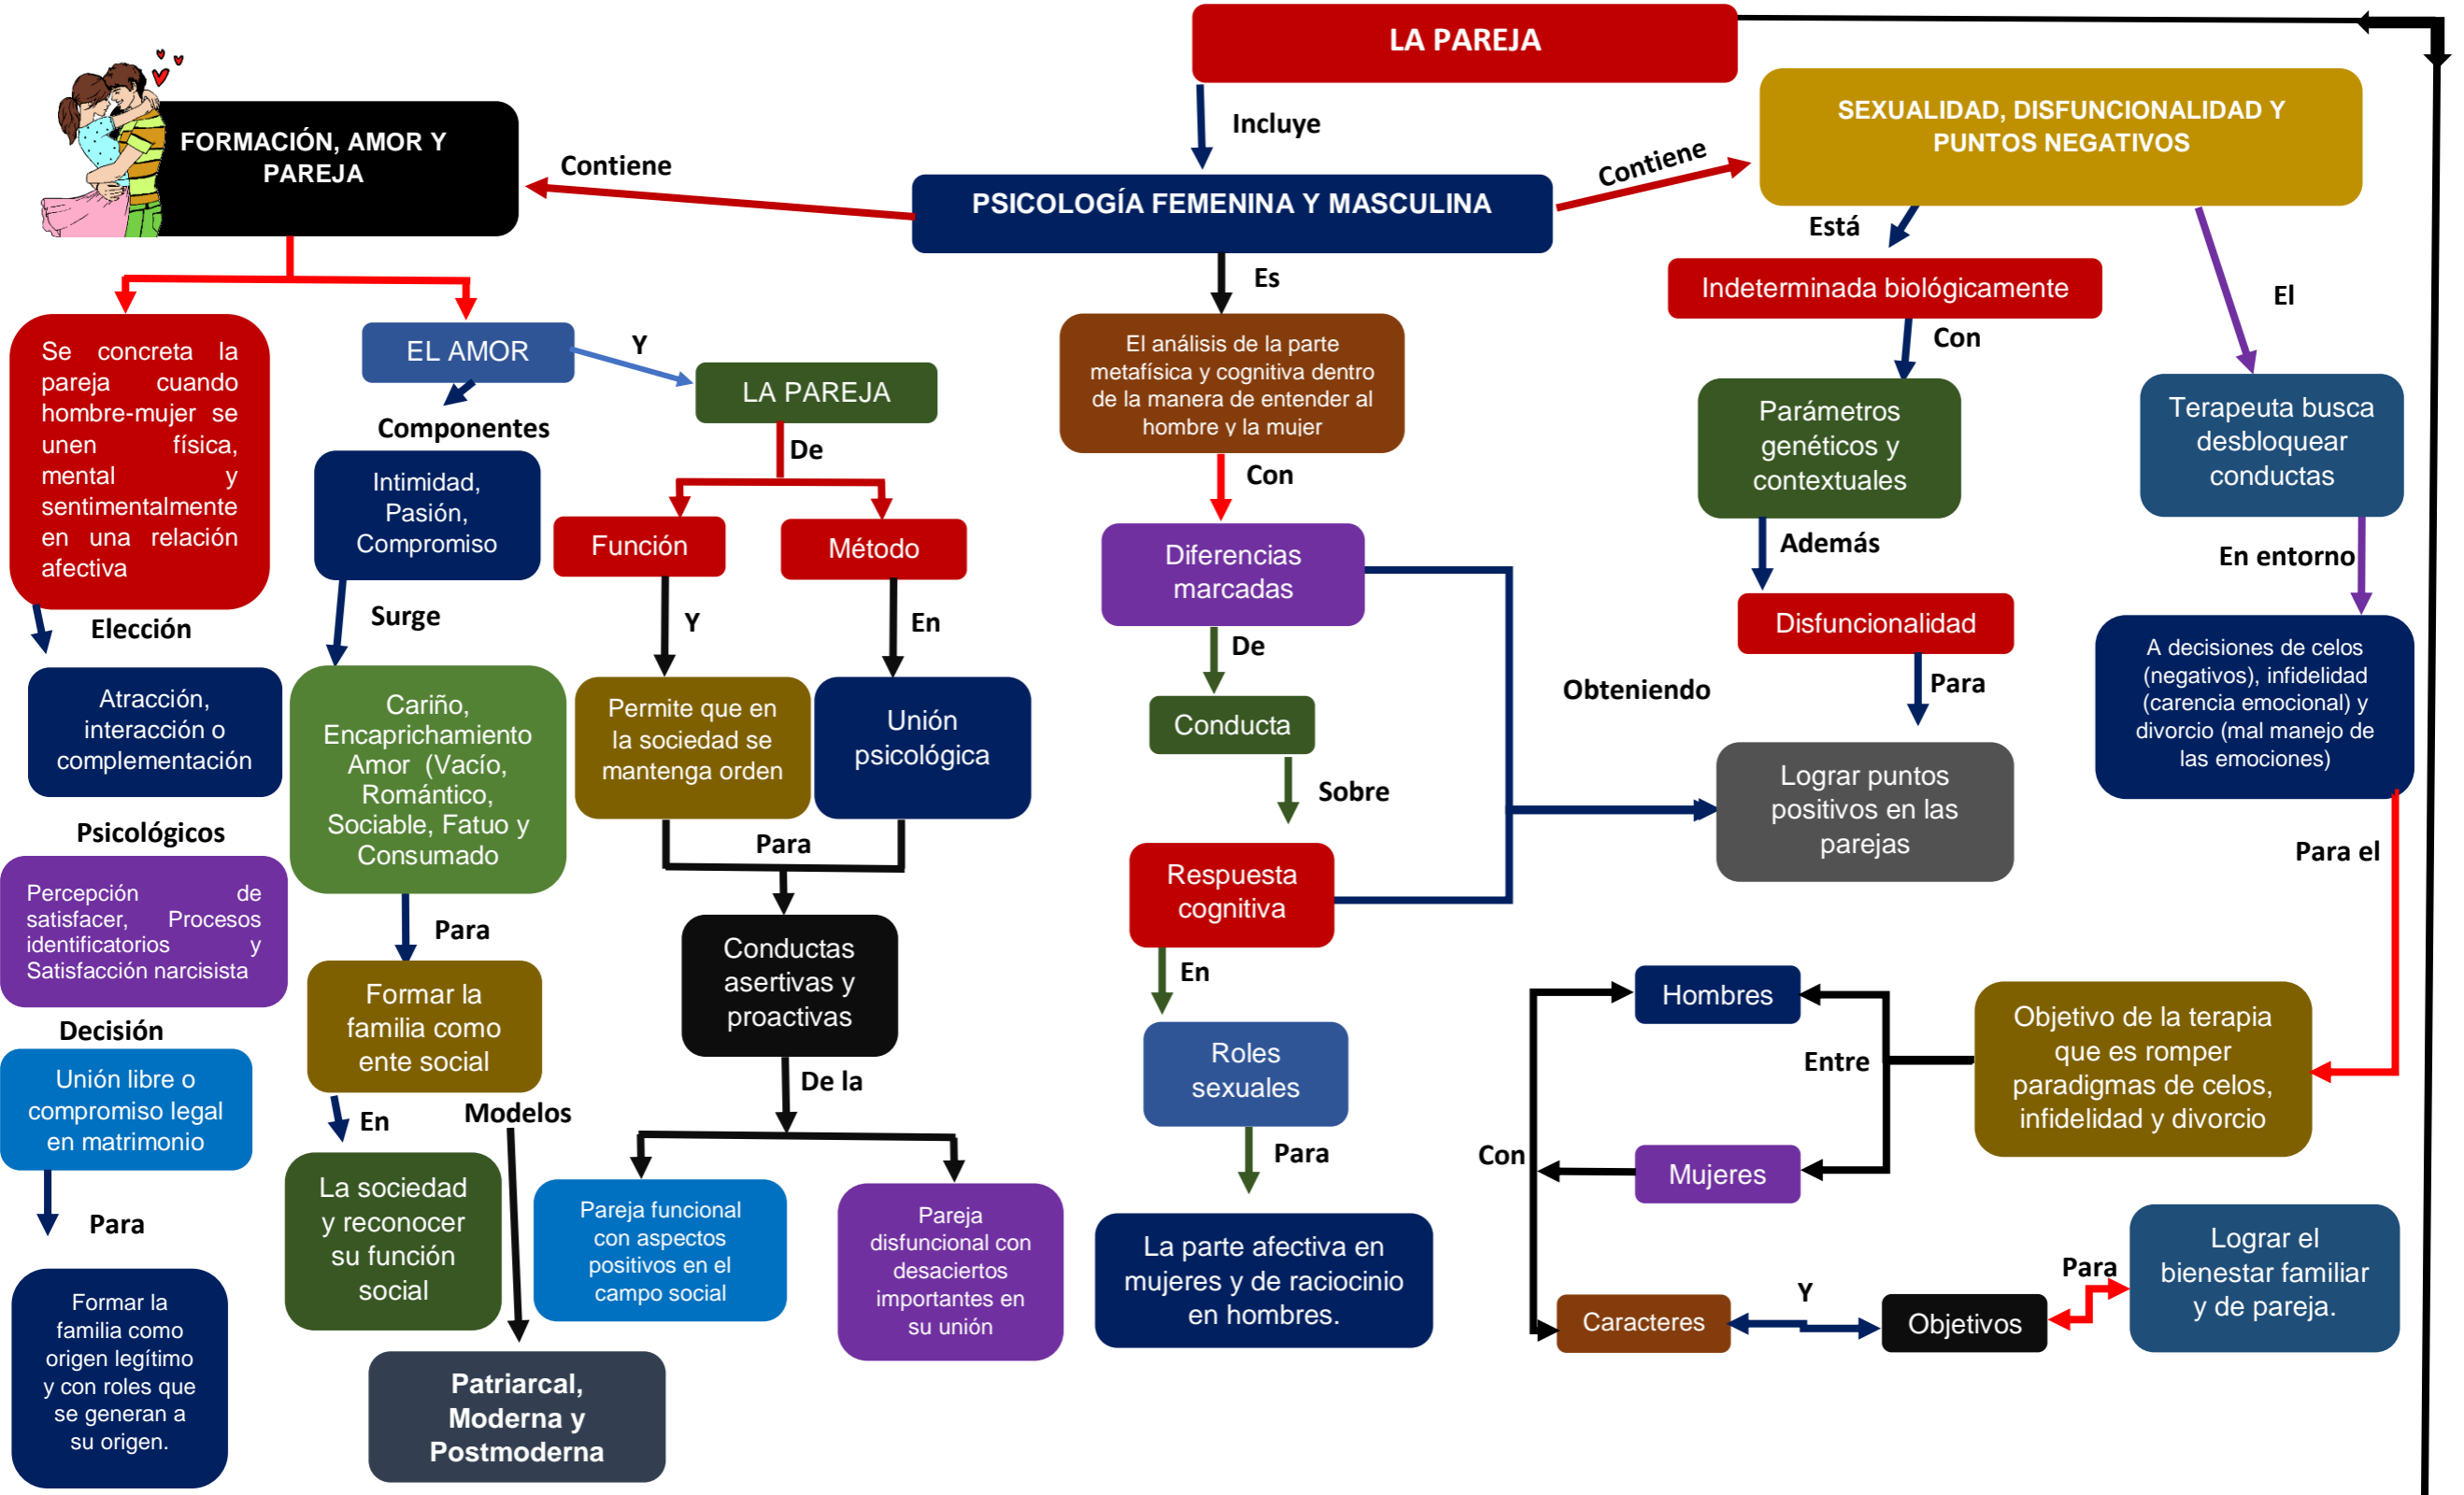 LA PAREJA
Incluye
PSICOLOGÍA FEMENINA Y MASCULINA
Contiene
FORMACIÓN, AMOR Y
PAREJA
Se concreta la
pareja cuando
hombre-mujer se
unen física,
mental y
sentimentalmente
en una relación
afectiva
Elección
Atracción,
interacción o
complementación
Psicológicos
Percepción de
satisfacer, Procesos
identificatorios y
Satisfacción narcisista
Decisión
Unión libre o
compromiso legal
en matrimonio
Para
Formar la
familia como
origen legítimo
y con roles que
se generan a
su origen.
EL AMOR
Componentes
Intimidad,
Pasión,
Compromiso
Surge
Cariño,
Encaprichamiento
Amor (Vacío,
Romántico,
Sociable, Fatuo y
Consumado
Para
Formar la
familia como
ente social
En
La sociedad
y reconocer
su función
social
Modelos
Patriarcal,
Moderna y
Postmoderna
Y
LA PAREJA
De
Función
Método
Y
En
Permite que en
la sociedad se
mantenga orden
Unión
psicológica
Para
Conductas
asertivas y
proactivas
De la
Pareja funcional
con aspectos
positivos en el
campo social
Pareja
disfuncional con
desaciertos
importantes en
su unión
Es
El análisis de la parte
metafísica y cognitiva dentro
de la manera de entender al
hombre y la mujer
Con
Diferencias
marcadas
De
Conducta
Sobre
Respuesta
cognitiva
En
Roles
sexuales
Para
La parte afectiva en
mujeres y de raciocinio
en hombres.
Obteniendo
Contiene
SEXUALIDAD, DISFUNCIONALIDAD Y
PUNTOS NEGATIVOS
Está
Indeterminada biológicamente
Con
Parámetros
genéticos y
contextuales
Además
Disfuncionalidad
Para
Lograr puntos
positivos en las
parejas
El
Terapeuta busca
desbloquear
conductas
En entorno
A decisiones de celos
(negativos), infidelidad
(carencia emocional) y
divorcio (mal manejo de
las emociones)
Para el
Objetivo de la terapia
que es romper
paradigmas de celos,
infidelidad y divorcio
Entre
Hombres
Mujeres
Con
Caracteres
Y
Objetivos
Para
Lograr el
bienestar familiar
y de pareja.